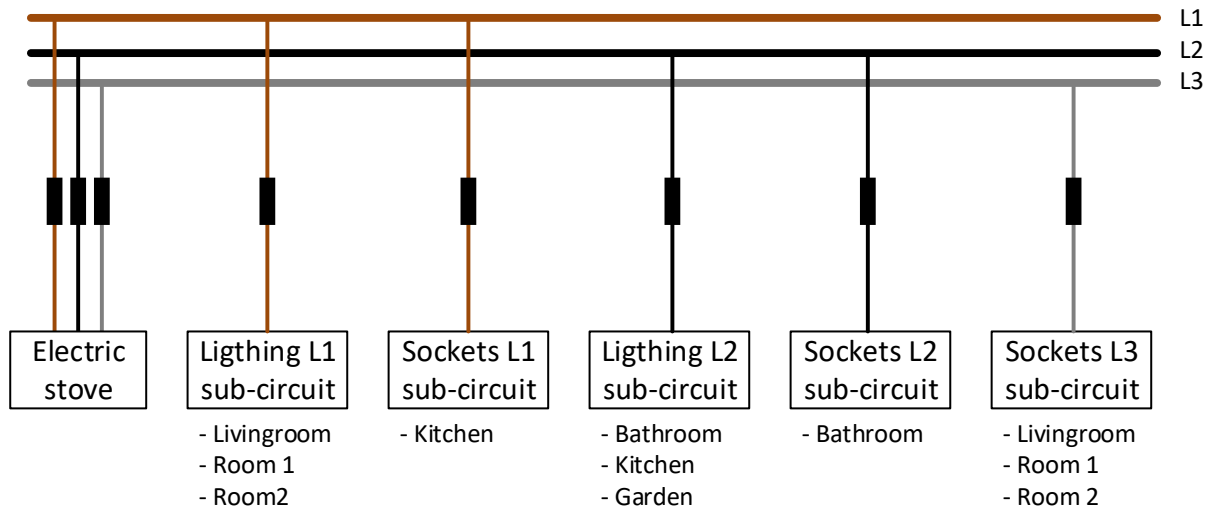 L1
L2
L3
Electric
stove
Ligthing L1
sub-circuit
- Livingroom
- Room 1
- Room2
Sockets L1
sub-circuit
- Kitchen
Ligthing L2
sub-circuit
- Bathroom
- Kitchen
- Garden
Sockets L2
sub-circuit
- Bathroom
Sockets L3
sub-circuit
- Livingroom
- Room 1
- Room 2